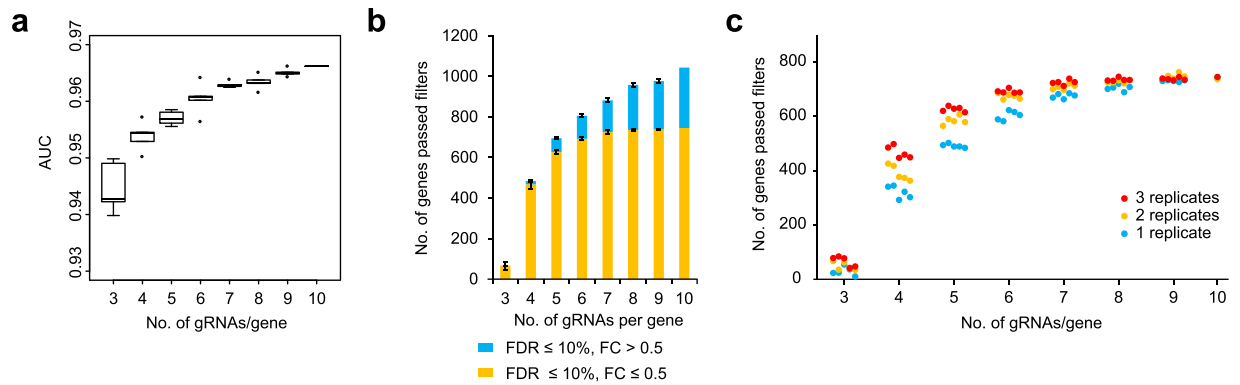 a
AUC
0.97
0.96
0.95
0.94
0.93
3 4 5 6 7 8 9 10
No. of gRNAs/gene
b
No. of genes passed filters
1200
1000
800
600
400
200
0
3 4 5 6 7 8 9 10
No. of gRNAs per gene
FDR ≤ 10%, FC > 0.5
FDR ≤ 10%, FC ≤ 0.5
c
No. of genes passed filters
800
600
400
200
0
3 replicates
2 replicates
1 replicate
3 4 5 6 7 8 9 10
No. of gRNAs/gene